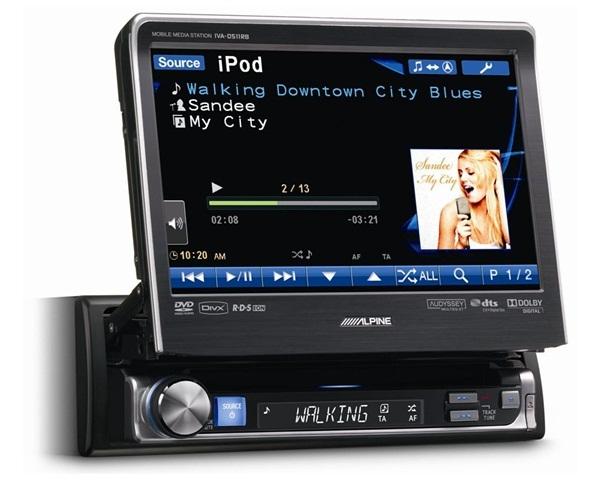 MOBILE MEDIA STATION IVA-D511RB
Source iPod
Walking Downtown City Blues
Sandee
My City
Sandee
My City
2 / 13
02:08 -03:21
10:20 AM AF TA
ALL P 1/2
DVD DivX R·D·S EON AUDYSSEY dts DOLBY
DIGITAL
ALPINE
SOURCE WALKING TA AF
TRACK
TUNE